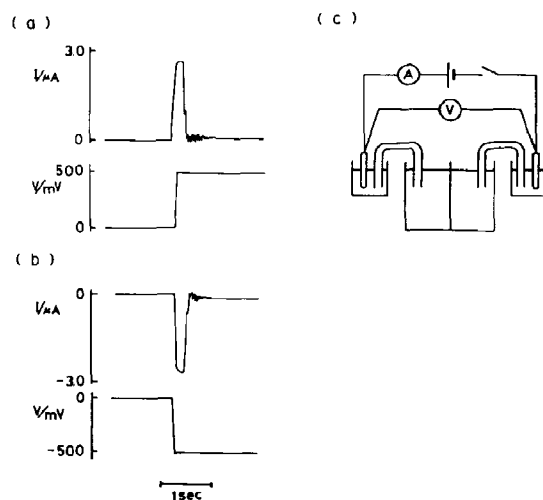 ( a )
3.0
I/μA
0
500
V/mV
0
( b )
0
I/μA
-3.0
0
V/mV
-500
1sec
( c )
A
V